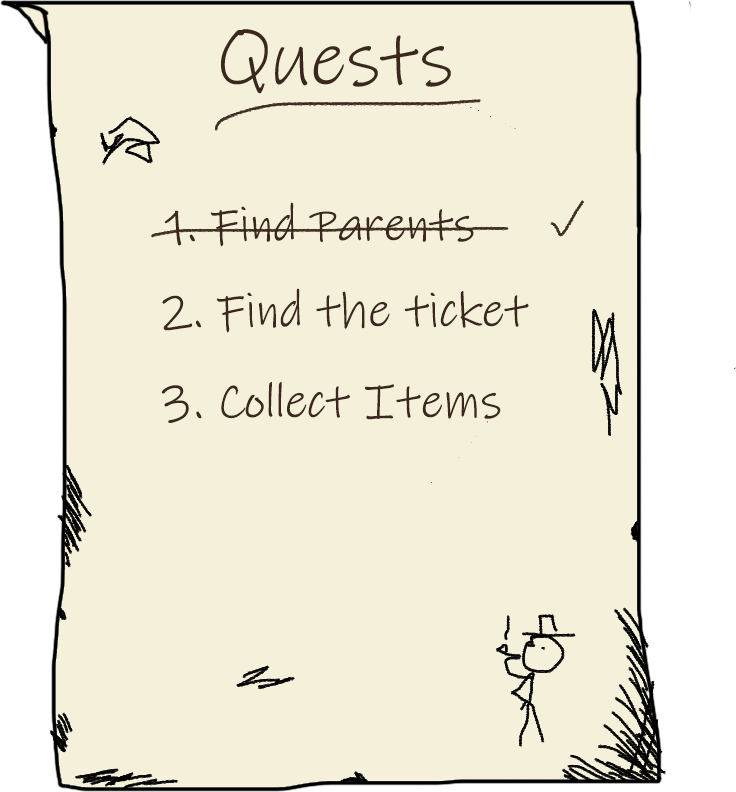 Quests
1. Find Parents ✓
2. Find the ticket
3. Collect Items